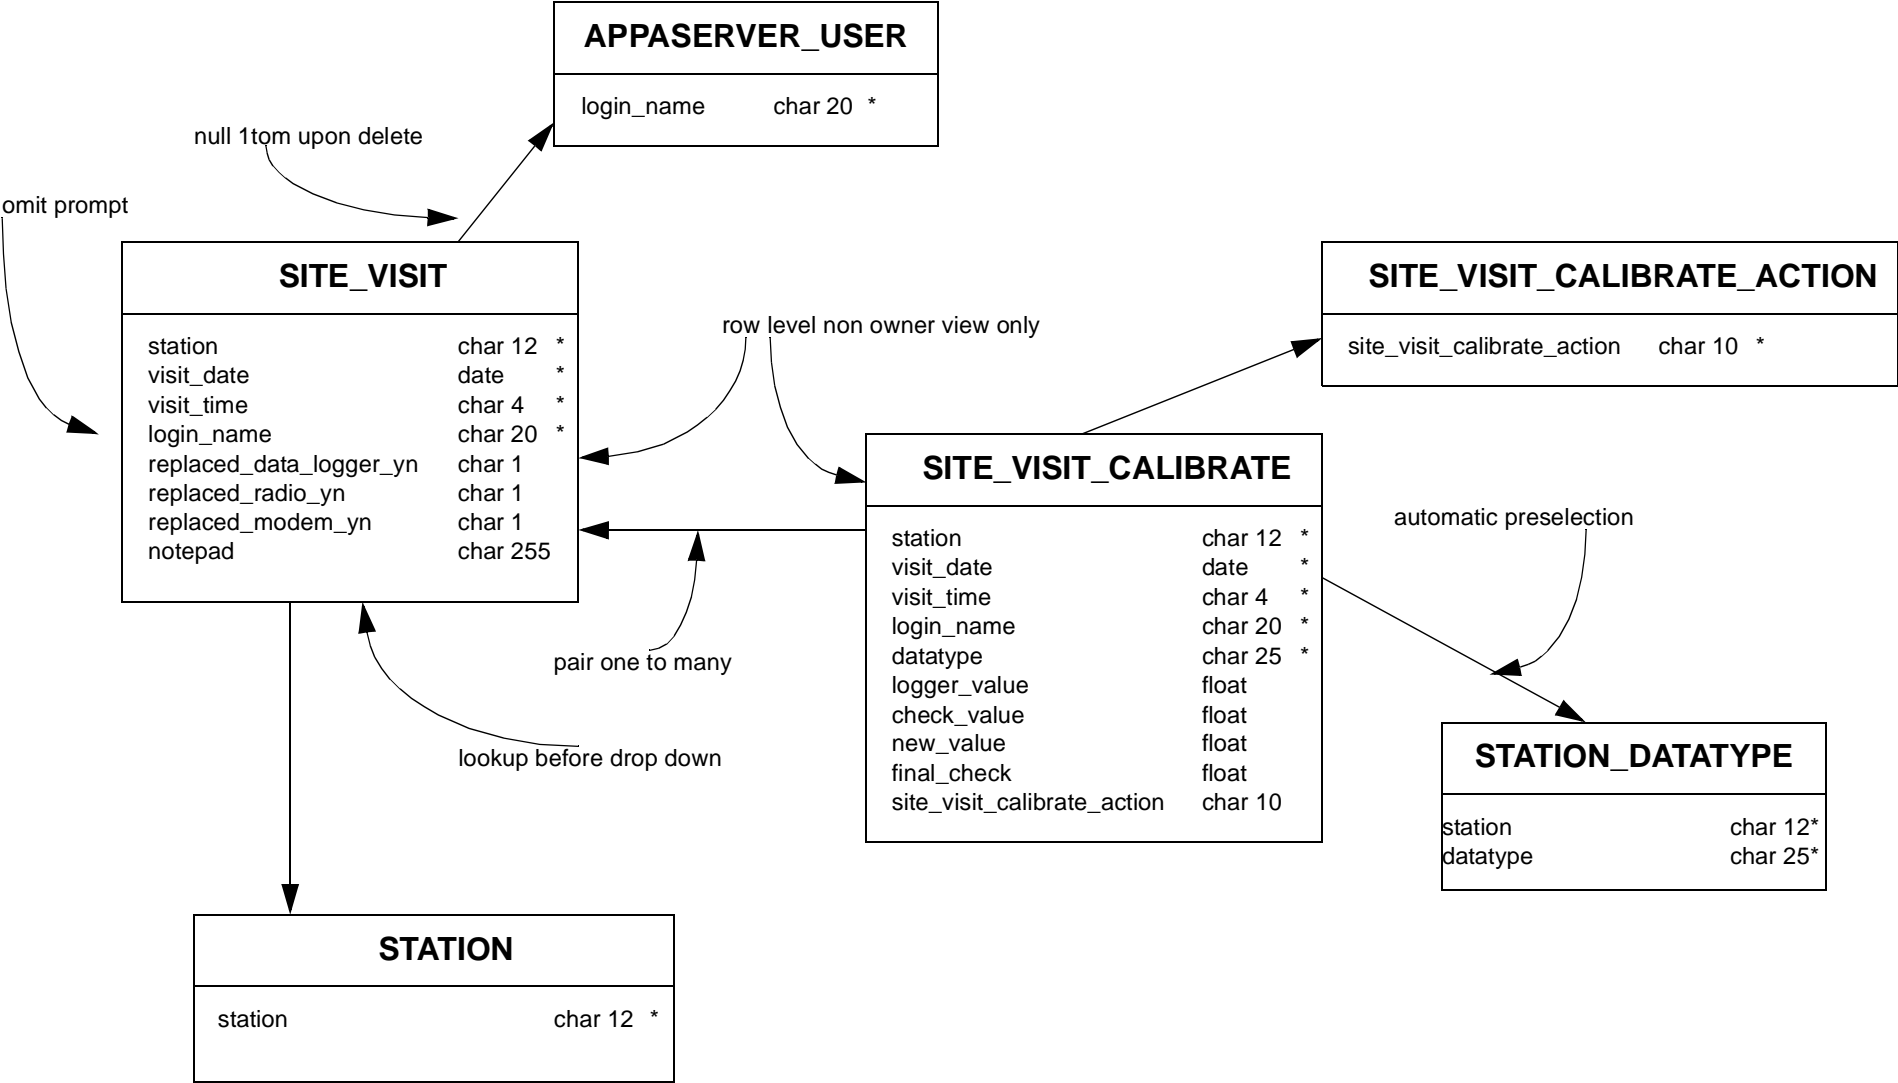 APPASERVER_USER
login_name char 20 *
null 1tom upon delete
omit prompt
SITE_VISIT
station char 12 *
visit_date date *
visit_time char 4 *
login_name char 20 *
replaced_data_logger_yn char 1
replaced_radio_yn char 1
replaced_modem_yn char 1
notepad char 255
row level non owner view only
SITE_VISIT_CALIBRATE_ACTION
site_visit_calibrate_action char 10 *
SITE_VISIT_CALIBRATE
station char 12 *
visit_date date *
visit_time char 4 *
login_name char 20 *
datatype char 25 *
logger_value float
check_value float
new_value float
final_check float
site_visit_calibrate_action char 10
automatic preselection
pair one to many
lookup before drop down
STATION_DATATYPE
station char 12*
datatype char 25*
STATION
station char 12 *